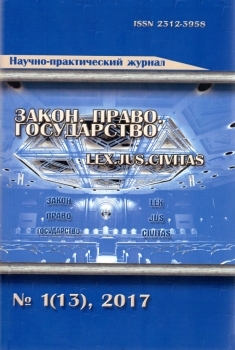 ISSN 2312-3958
Научно-практический журнал
ЗАКОН. ПРАВО.
ГОСУДАРСТВО
LEX.JUS.CIVITAS
ЗАКОН LEX
ПРАВО JUS
ГОСУДАРСТВО CIVITAS
№ 1(13), 2017